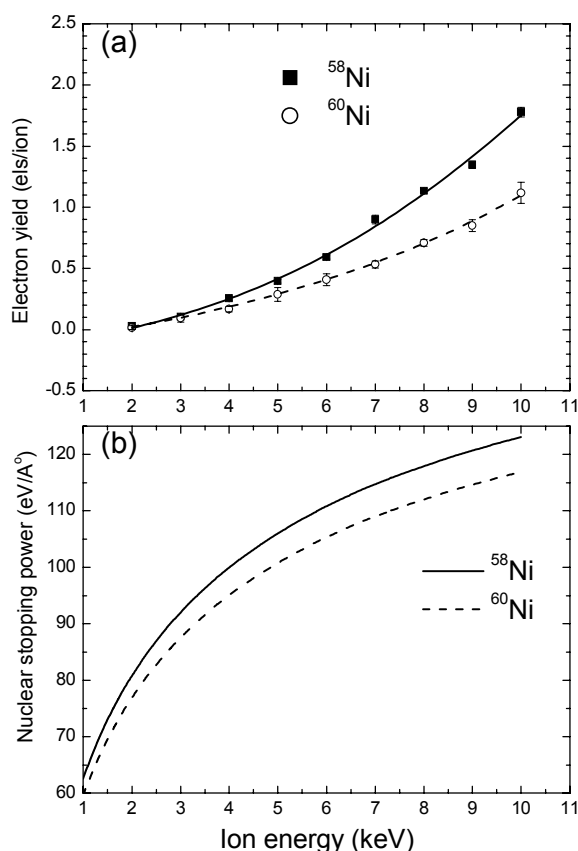 (a)
58Ni
60Ni
Electron yield (els/ion)
2.5
2.0
1.5
1.0
0.5
0.0
-0.5
1 2 3 4 5 6 7 8 9 10 11
(b)
58Ni
60Ni
Nuclear stopping power (eV/A°)
120
110
100
90
80
70
60
1 2 3 4 5 6 7 8 9 10 11
Ion energy (keV)